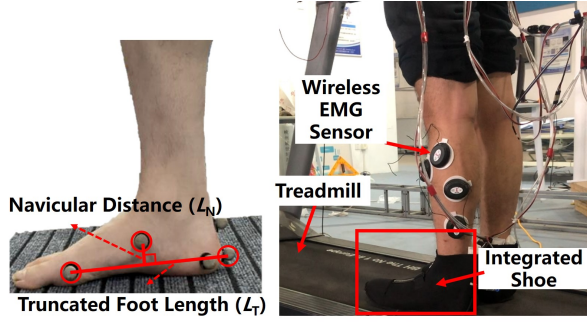 Navicular Distance (LN)
Truncated Foot Length (LT)
Wireless
EMG
Sensor
Treadmill
Integrated
Shoe